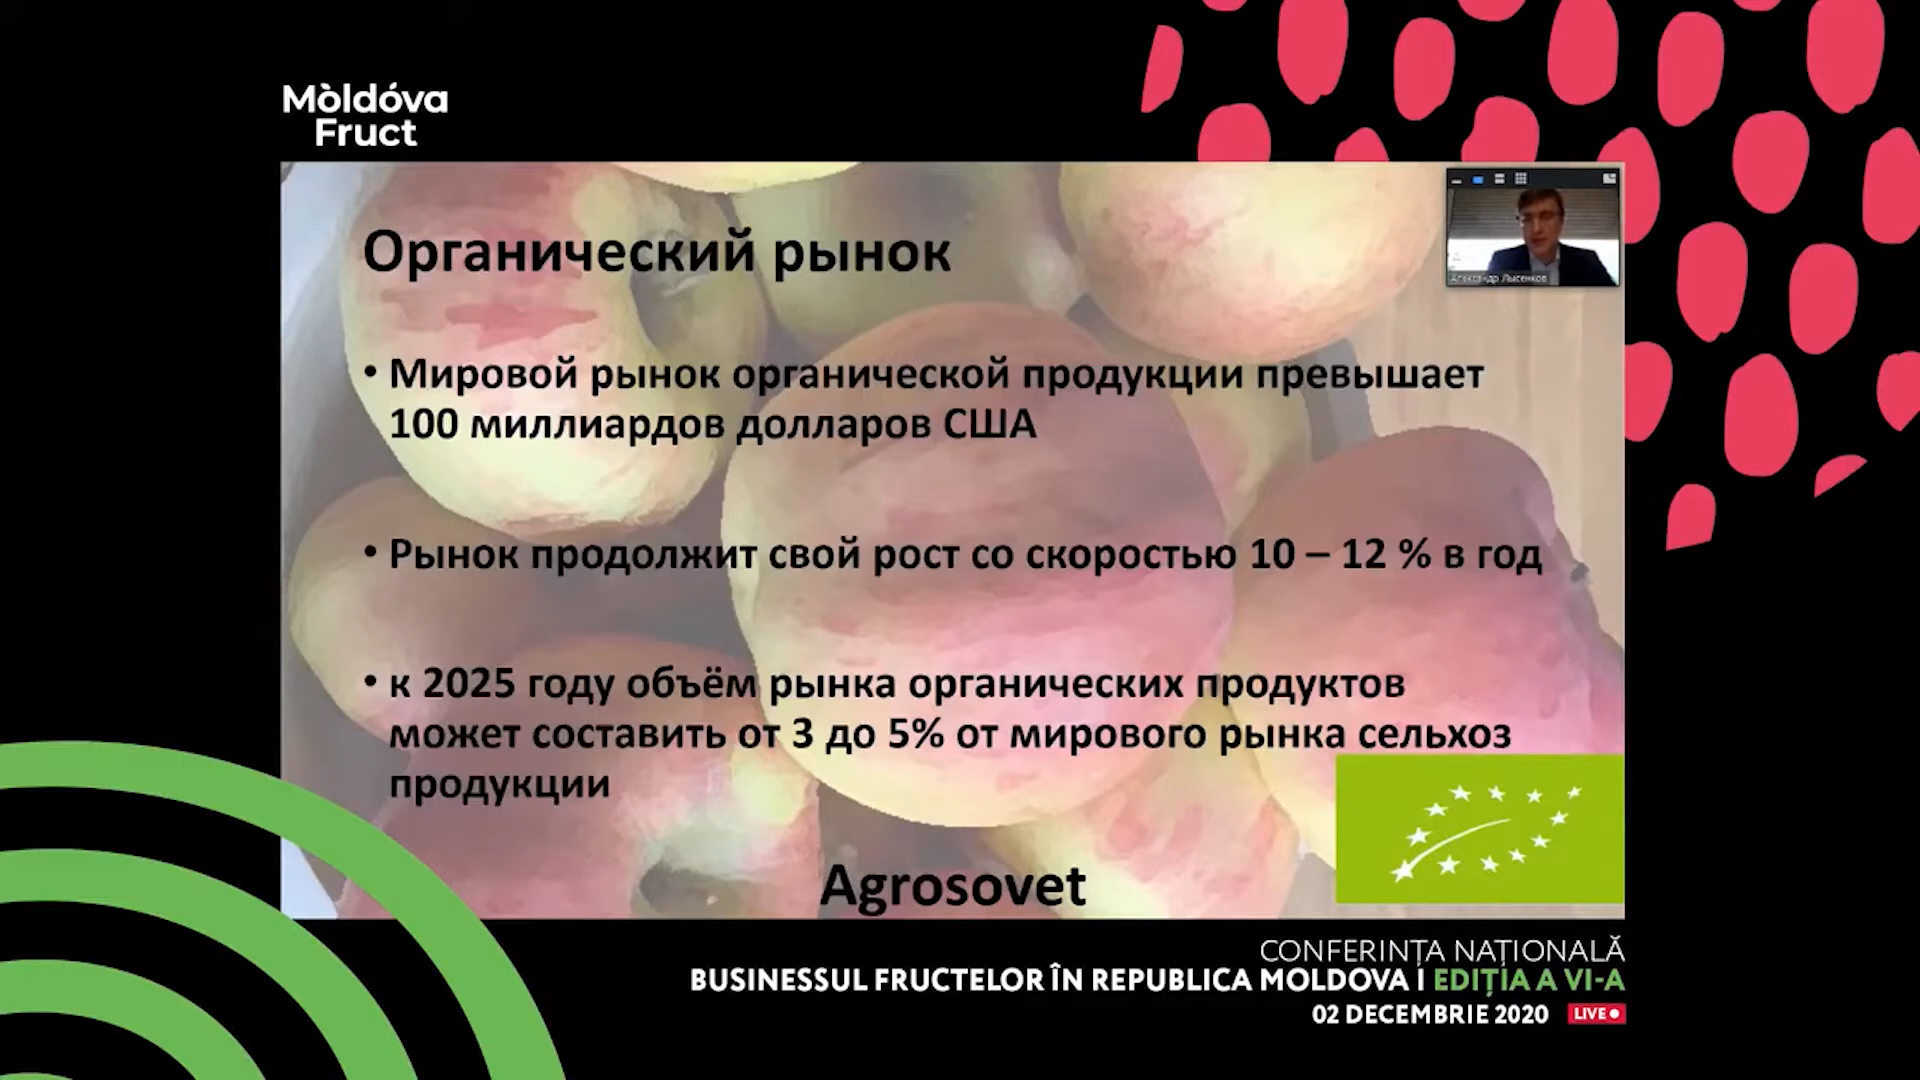 Mòldóva
Fruct
Александр Лысенков
Органический рынок
• Мировой рынок органической продукции превышает
100 миллиардов долларов США
• Рынок продолжит свой рост со скоростью 10 – 12 % в год
• к 2025 году объём рынка органических продуктов
может составить от 3 до 5% от мирового рынка сельхоз
продукции
Agrosovet
CONFERINȚA NAȚIONALĂ
BUSINESSUL FRUCTELOR ÎN REPUBLICA MOLDOVA | EDIȚIA A VI-A
02 DECEMBRIE 2020 LIVE